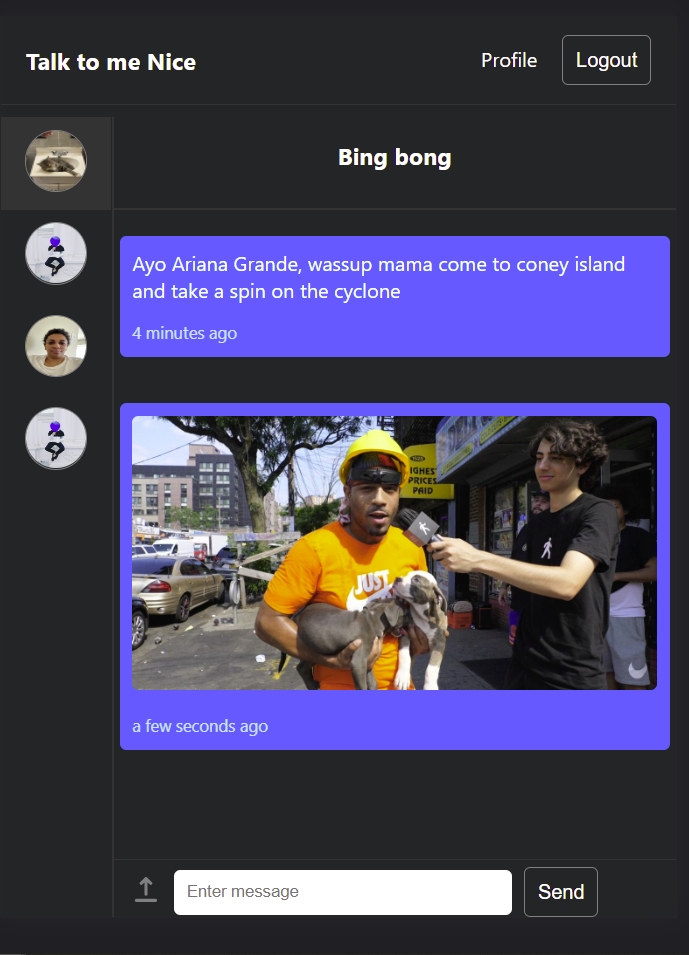 Talk to me Nice
Profile
Logout
Bing bong
Ayo Ariana Grande, wassup mama come to coney island
and take a spin on the cyclone
4 minutes ago
HIGHEST
PRICES
PAID
JUST
a few seconds ago
Enter message
Send